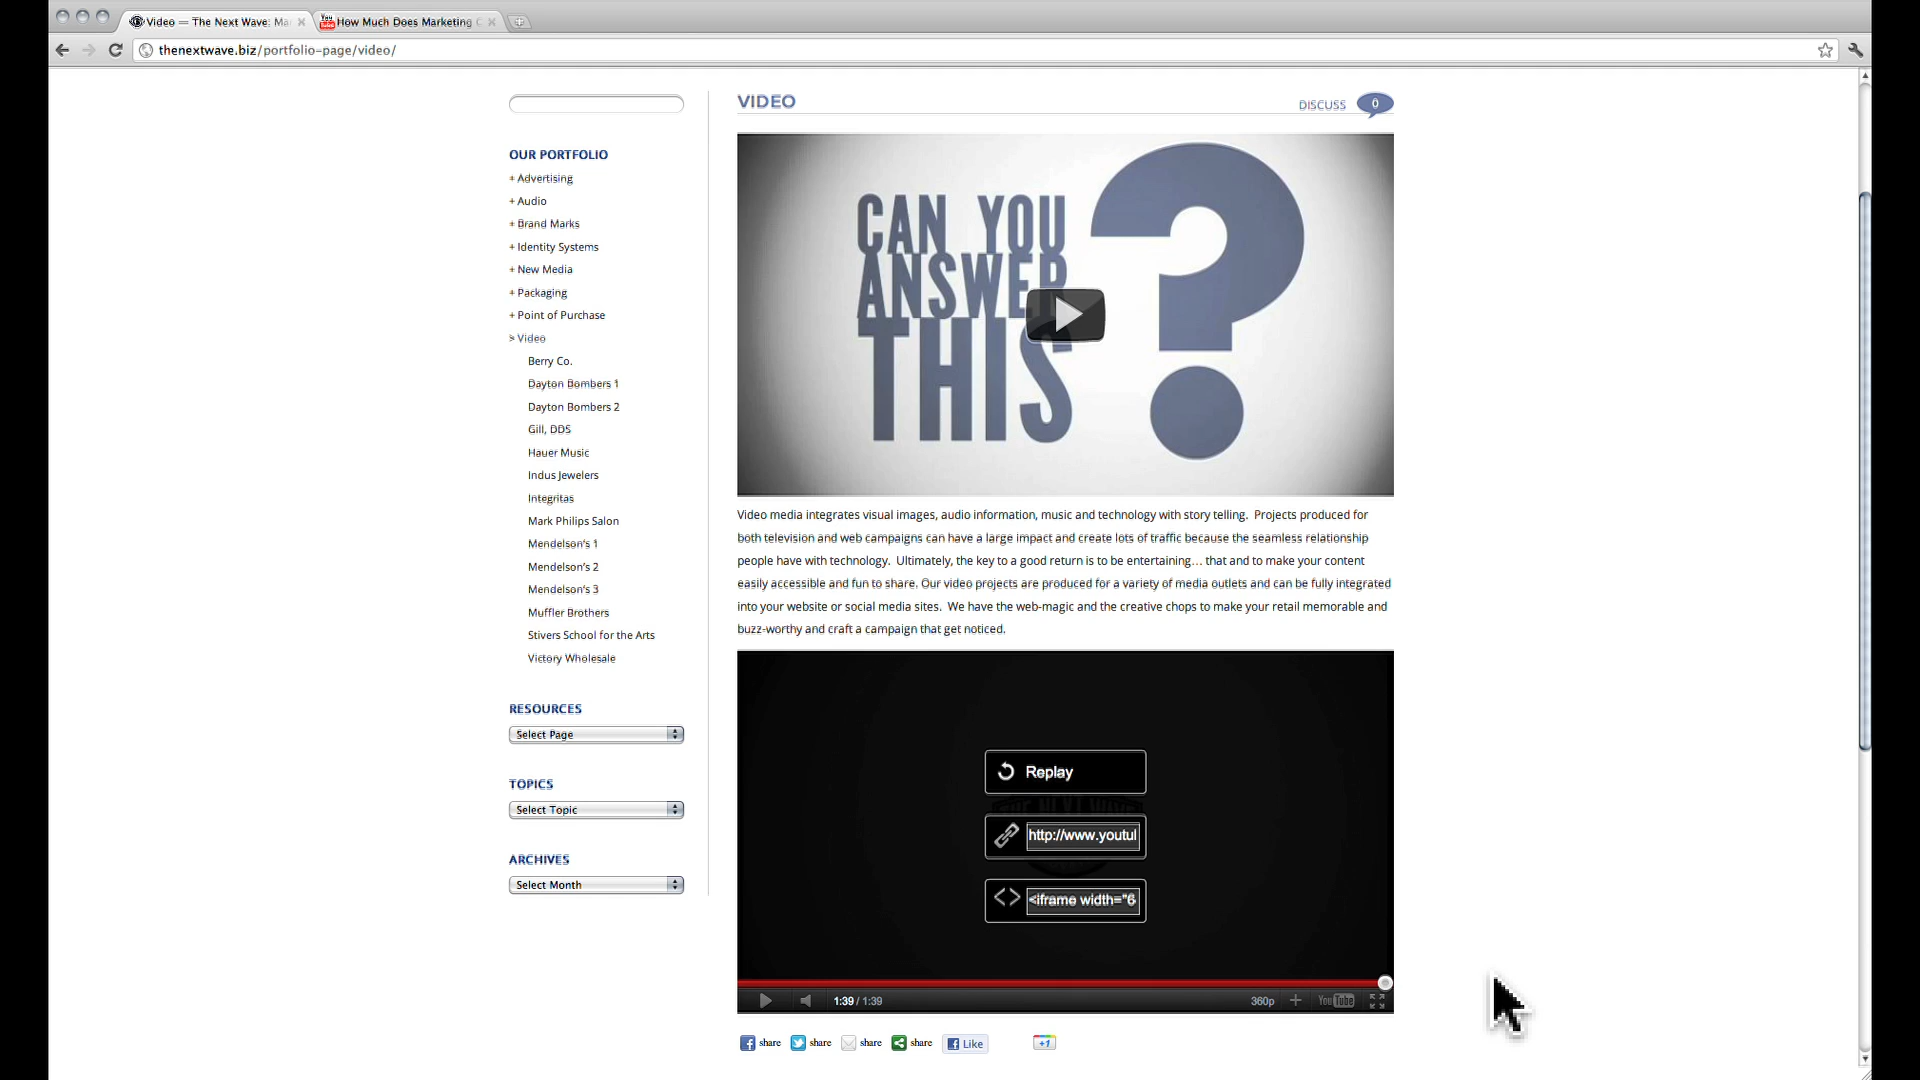 Video — The Next Wave: Ma
You
Tube
How Much Does Marketing C
thenextwave.biz/portfolio-page/video/
VIDEO
DISCUSS 0
OUR PORTFOLIO
+ Advertising
+ Audio
+ Brand Marks
+ Identity Systems
+ New Media
+ Packaging
+ Point of Purchase
> Video
Berry Co.
Dayton Bombers 1
Dayton Bombers 2
Gill, DDS
Hauer Music
Indus Jewelers
Integritas
Mark Philips Salon
Mendelson's 1
Mendelson's 2
Mendelson's 3
Muffler Brothers
Stivers School for the Arts
Victory Wholesale
RESOURCES
Select Page
TOPICS
Select Topic
ARCHIVES
Select Month
CAN YOU
ANSWER
THIS ?
Video media integrates visual images, audio information, music and technology with story telling. Projects produced for
both television and web campaigns can have a large impact and create lots of traffic because the seamless relationship
people have with technology. Ultimately, the key to a good return is to be entertaining… that and to make your content
easily accessible and fun to share. Our video projects are produced for a variety of media outlets and can be fully integrated
into your website or social media sites. We have the web-magic and the creative chops to make your retail memorable and
buzz-worthy and craft a campaign that get noticed.
Replay
THE NEXT WAVE
http://www.youtul
<iframe width="6
1:39 / 1:39
360p
YouTube
share share share share Like +1